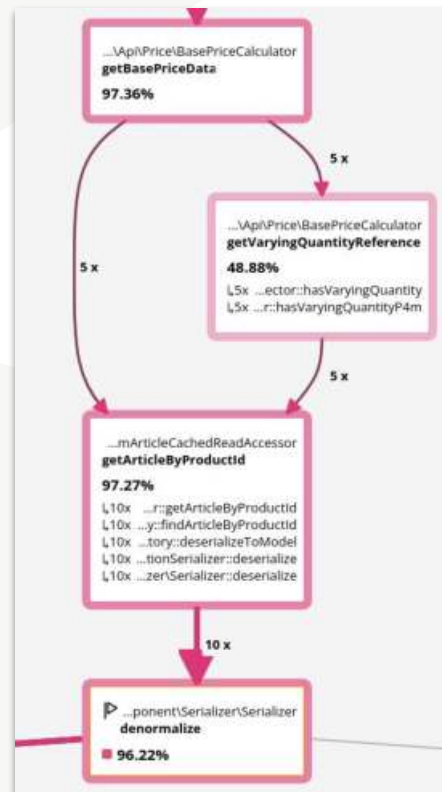 ...\Api\Price\BasePriceCalculator
getBasePriceData
97.36%
5 x
...\Api\Price\BasePriceCalculator
getVaryingQuantityReference
48.88%
5x ...ector::hasVaryingQuantity
5x ...r::hasVaryingQuantityP4m
5 x
5 x
...mArticleCachedReadAccessor
getArticleByProductId
97.27%
10x ...r::getArticleByProductId
10x ...y::findArticleByProductId
10x ...tory::deserializeToModel
10x ...tionSerializer::deserialize
10x ...zer\Serializer::deserialize
10 x
...ponent\Serializer\Serializer
denormalize
96.22%